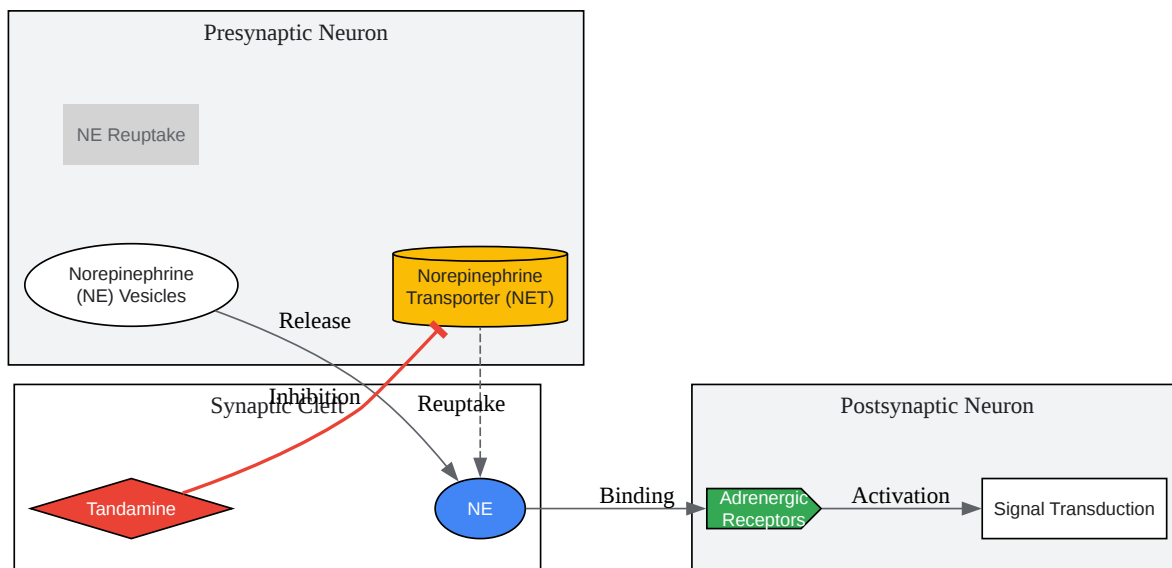 Presynaptic Neuron
NE Reuptake
Norepinephrine
(NE) Vesicles
Norepinephrine
Transporter (NET)
Release
Inhibition
Synaptic Cleft
Reuptake
Postsynaptic Neuron
Tandamine
NE
Binding
Adrenergic
Receptors
Activation
Signal Transduction